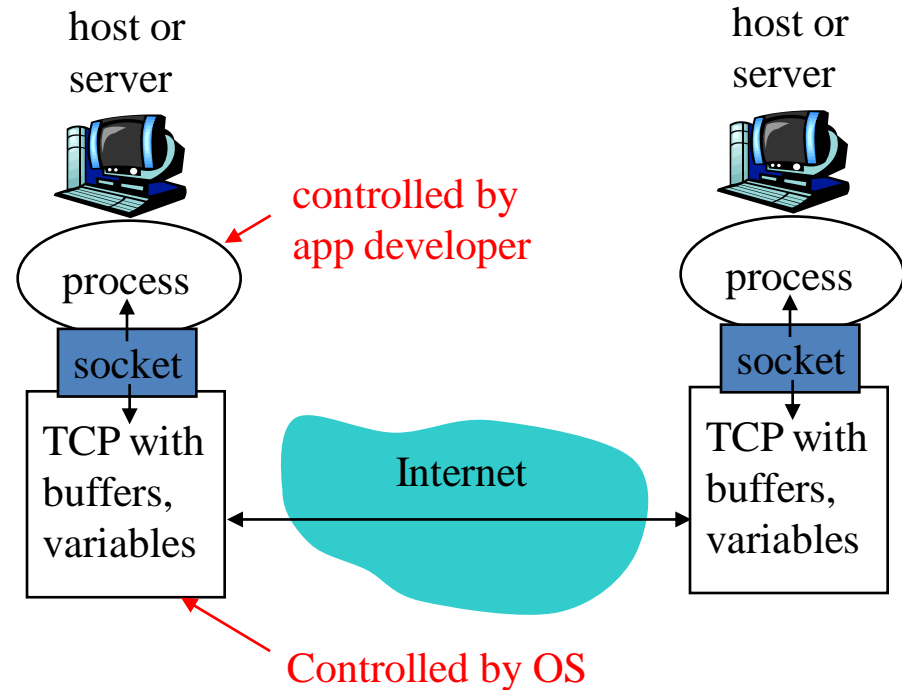 host or
server
host or
server
controlled by
app developer
process
process
socket
socket
TCP with
buffers,
variables
Internet
TCP with
buffers,
variables
Controlled by OS